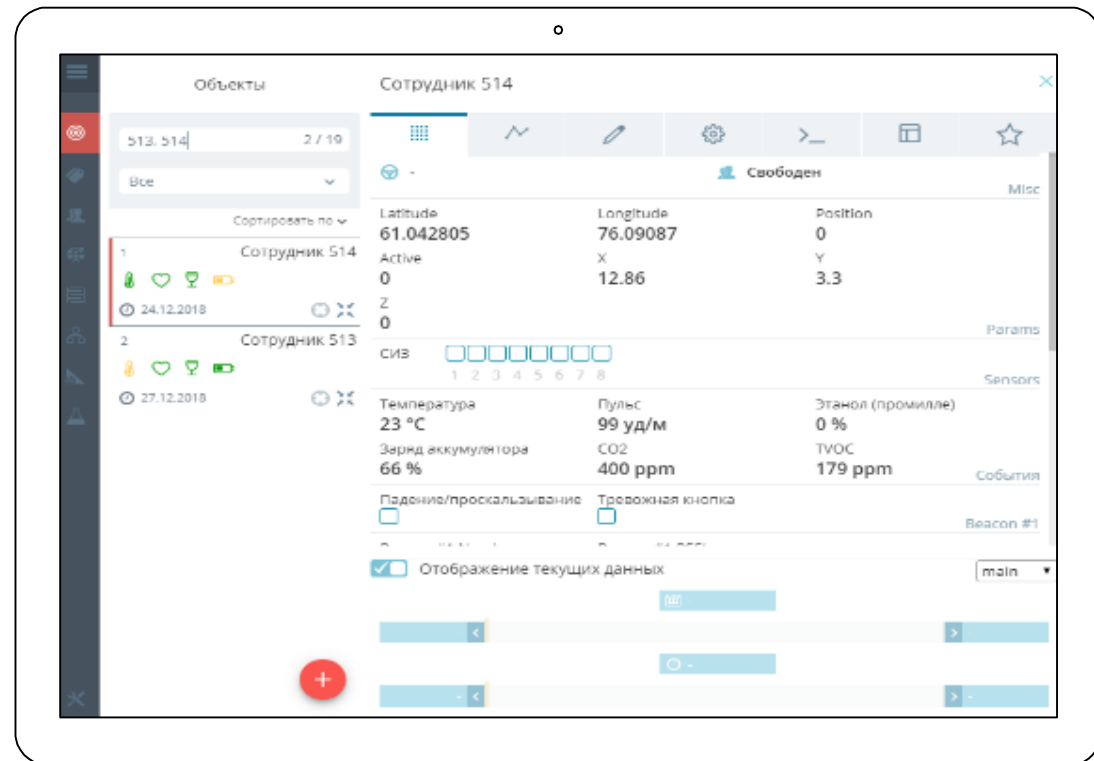 Объекты
513, 514 2 / 19
Все
Сортировать по
1 Сотрудник 514
24.12.2018
2 Сотрудник 513
27.12.2018
Сотрудник 514
- Свободен
Misc
Latitude Longitude Position
61.042805 76.09087 0
Active X Y
0 12.86 3.3
Z
0
Params
СИЗ
1 2 3 4 5 6 7 8
Sensors
Температура Пульс Этанол (промилле)
23 °C 99 уд/м 0 %
Заряд аккумулятора CO2 TVOC
66 % 400 ppm 179 ppm
События
Падение/проскальзывание Тревожная кнопка
Beacon #1
Отображение текущих данных main
-
-
- -